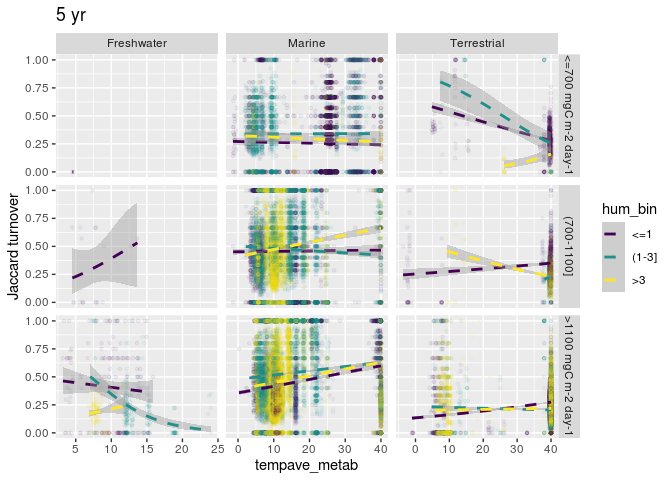 5 yr
Freshwater Marine Terrestrial
1.00
0.75
0.50
0.25
0.00
<=700 mgC m-2 day-1
1.00
0.75
0.50
0.25
0.00
(700-1100]
1.00
0.75
0.50
0.25
0.00
>1100 mgC m-2 day-1
Jaccard turnover
5 10 15 20 25 0 10 20 30 40 0 10 20 30 40
tempave_metab
hum_bin
<=1
(1-3]
>3